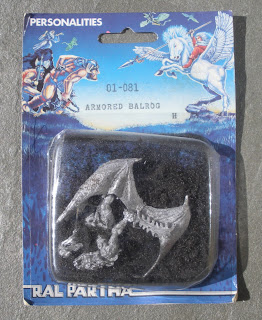 PERSONALITIES
01-081
ARMORED BALROG
H
RAL PARTHA